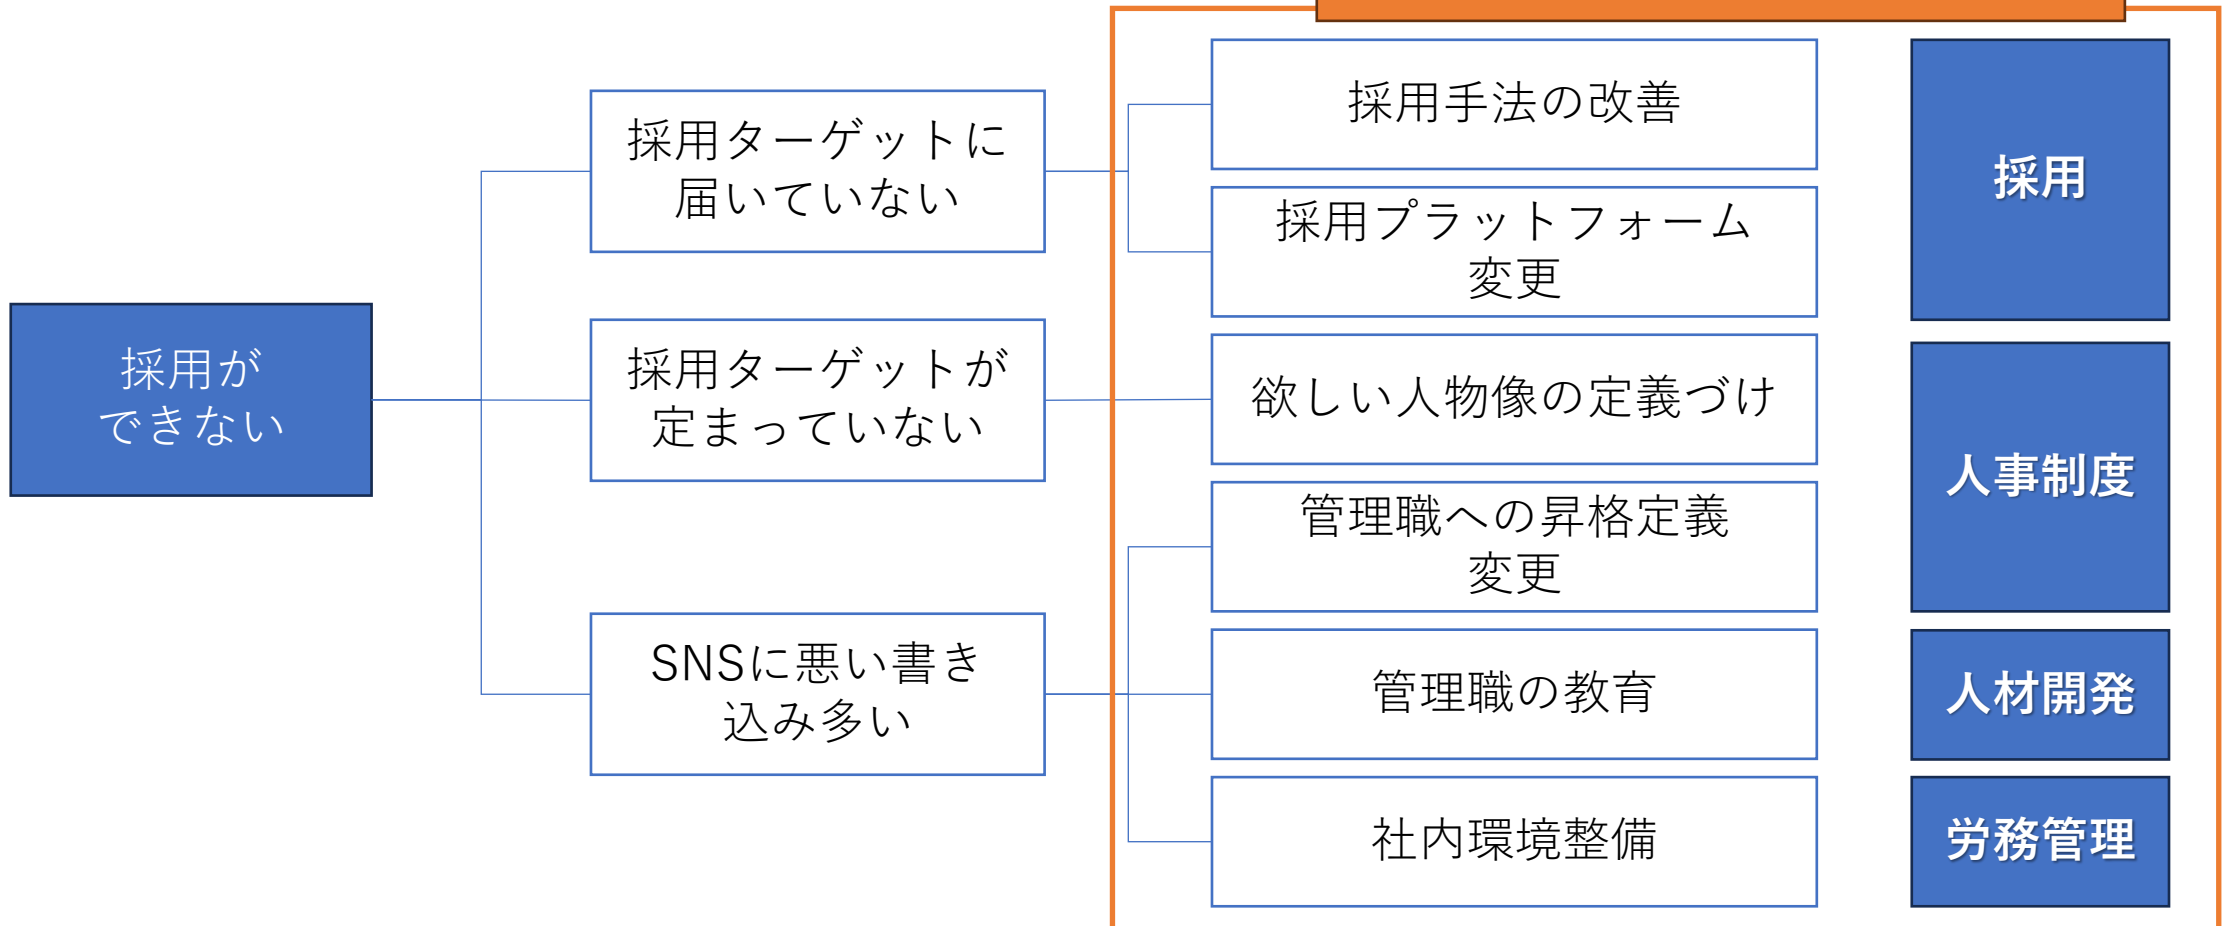 採用が
できない
採用ターゲットに
届いていない
採用ターゲットが
定まっていない
SNSに悪い書き
込み多い
採用手法の改善
採用プラットフォーム
変更
欲しい人物像の定義づけ
管理職への昇格定義
変更
管理職の教育
社内環境整備
採用
人事制度
人材開発
労務管理